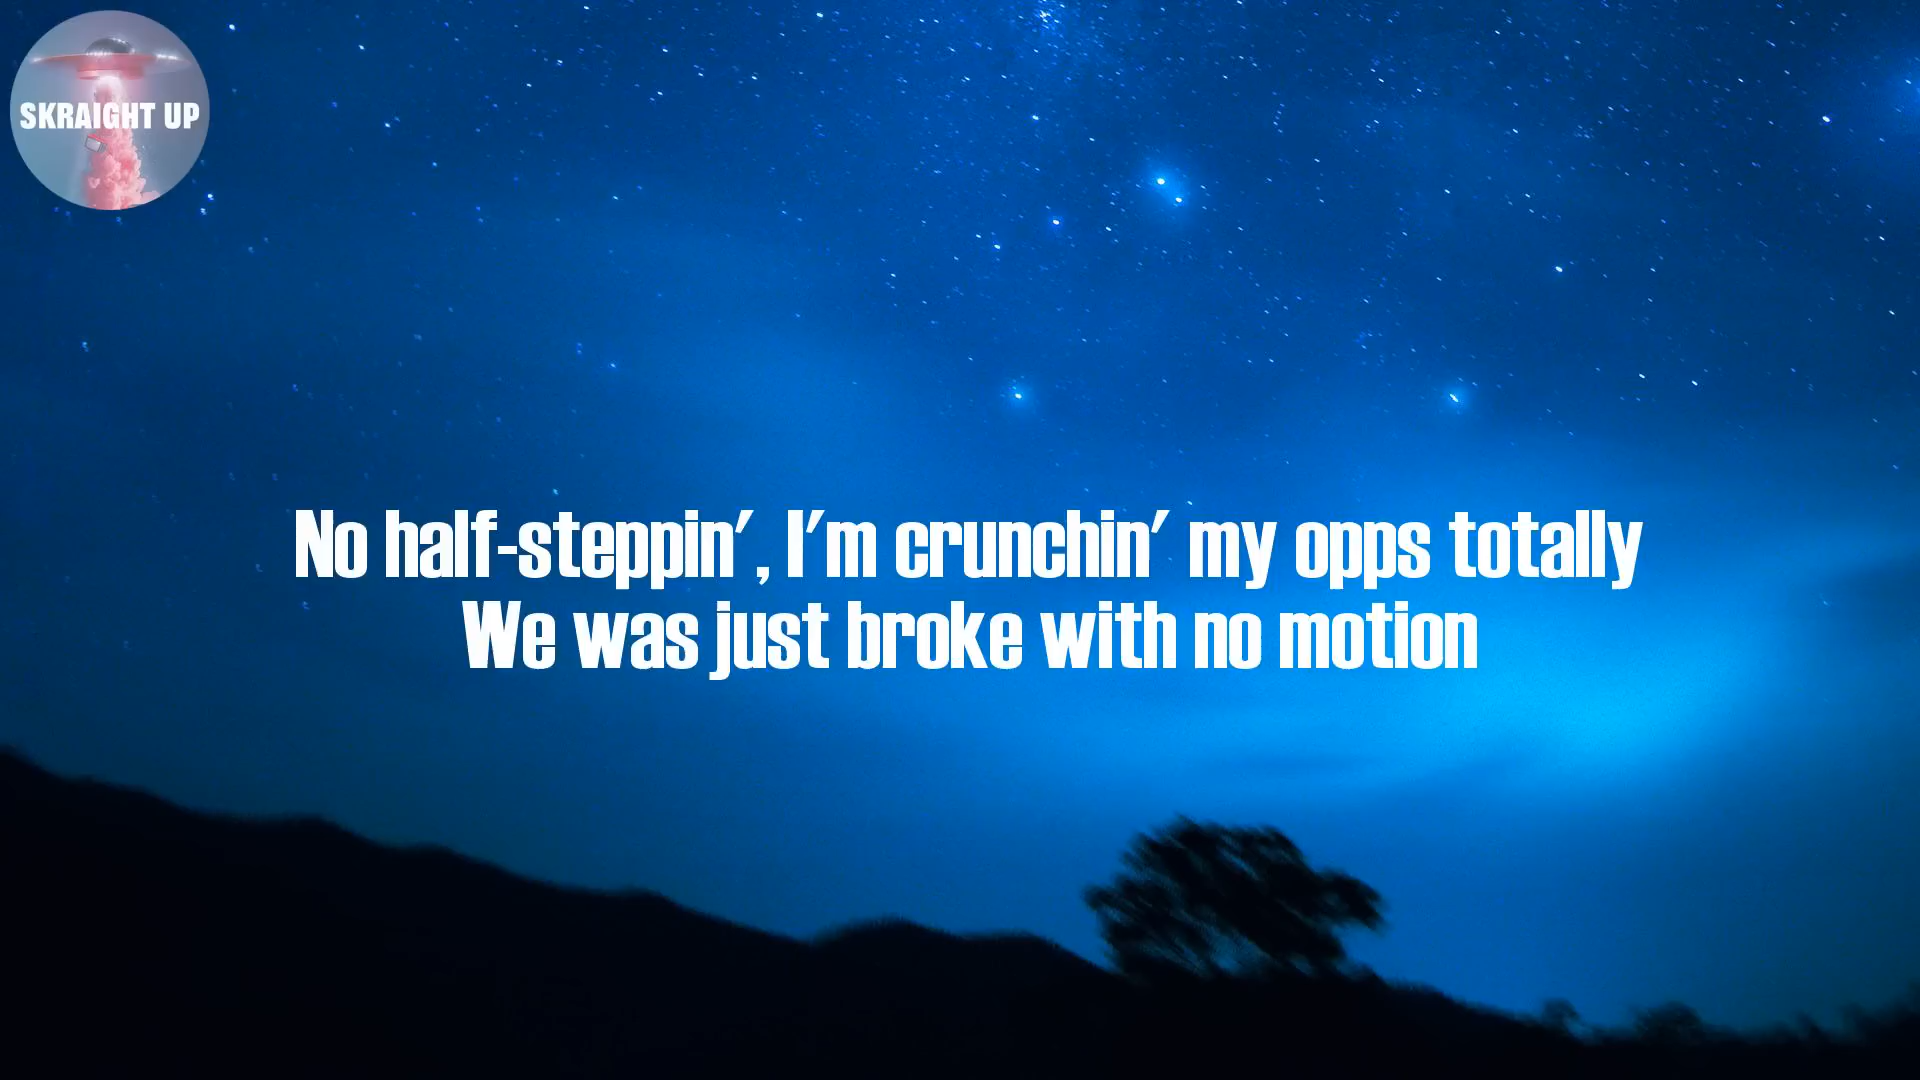 SKRAIGHT UP
No half-steppin', I'm crunchin' my opps totally
We was just broke with no motion